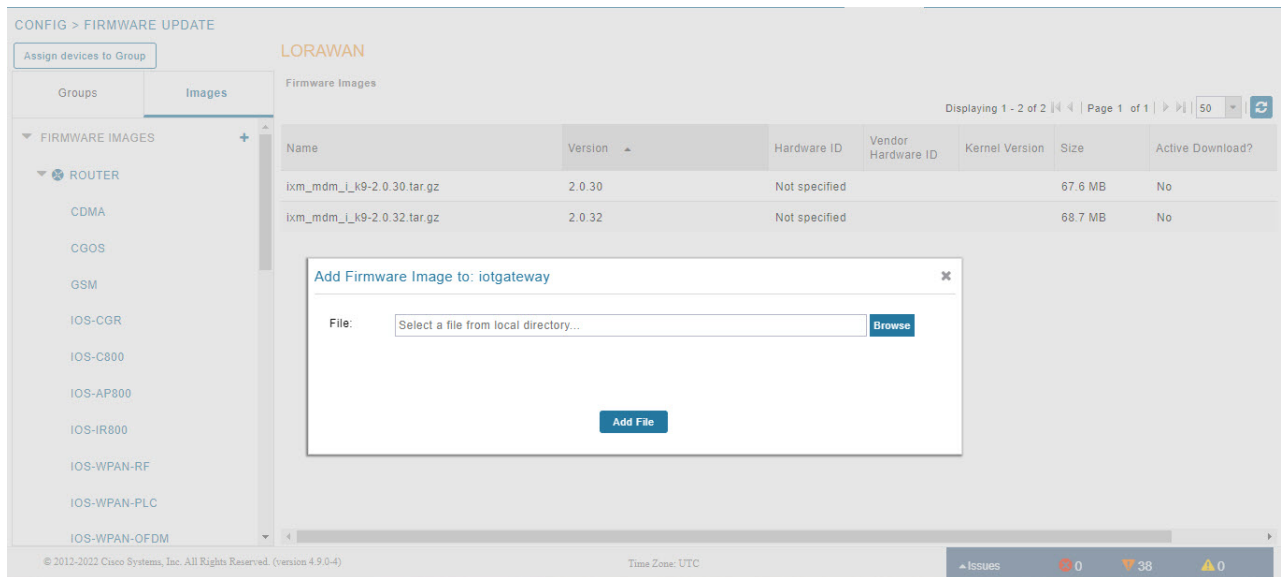 CONFIG > FIRMWARE UPDATE
Assign devices to Group
Groups
Images
FIRMWARE IMAGES +
ROUTER
CDMA
CGOS
GSM
IOS-CGR
IOS-C800
IOS-AP800
IOS-IR800
IOS-WPAN-RF
IOS-WPAN-PLC
IOS-WPAN-OFDM
LORAWAN
Firmware Images
Displaying 1 - 2 of 2 | Page 1 of 1 | 50
Name Version Hardware ID Vendor Hardware ID Kernel Version Size Active Download?
ixm_mdm_i_k9-2.0.30.tar.gz 2.0.30 Not specified 67.6 MB No
ixm_mdm_i_k9-2.0.32.tar.gz 2.0.32 Not specified 68.7 MB No
Add Firmware Image to: iotgateway
File: Select a file from local directory... Browse
Add File
© 2012-2022 Cisco Systems, Inc. All Rights Reserved. (version 4.9.0-4) Time Zone: UTC Issues 0 38 0